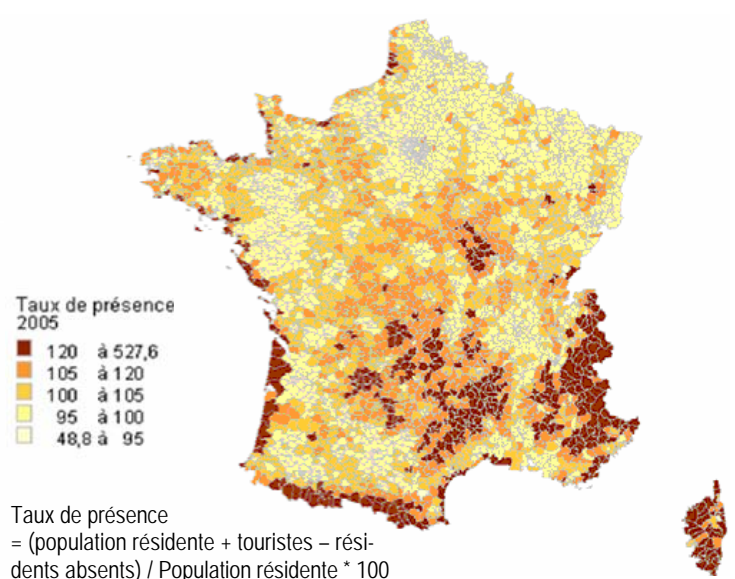 Taux de présence
2005
120 à 527,6
105 à 120
100 à 105
95 à 100
48,8 à 95
Taux de présence
= (population résidente + touristes – rési-
dents absents) / Population résidente * 100